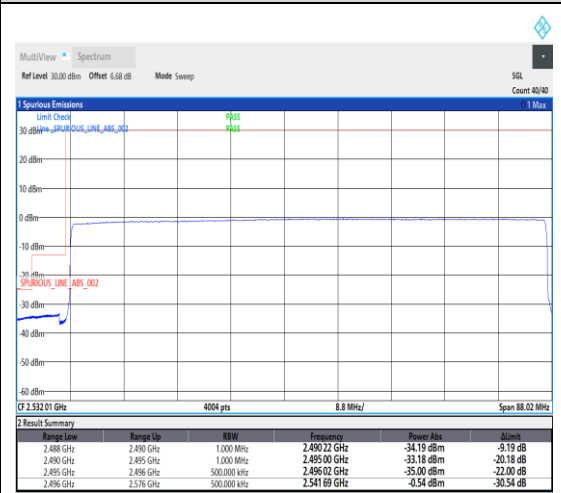 MultiView Spectrum
Ref Level 30.00 dBm Offset 6.68 dB Mode Sweep SGL
Count 40/40
1 Spurious Emissions 1 Max
Limit Check PASS
30 dBm Line _SPURIOUS_LINE_ABS_002 PASS
20 dBm
10 dBm
0 dBm
-10 dBm
-20 dBm
_SPURIOUS_LINE_ABS_002
-30 dBm
-40 dBm
-50 dBm
-60 dBm
CF 2.532 01 GHz 4004 pts 8.8 MHz/ Span 88.02 MHz
2 Result Summary
Range Low Range Up RBW Frequency Power Abs ΔLimit
2.488 GHz 2.490 GHz 1.000 MHz 2.490 22 GHz -34.19 dBm -9.19 dB
2.490 GHz 2.495 GHz 1.000 MHz 2.495 00 GHz -33.18 dBm -20.18 dB
2.495 GHz 2.496 GHz 500.000 kHz 2.496 02 GHz -35.00 dBm -22.00 dB
2.496 GHz 2.576 GHz 500.000 kHz 2.541 69 GHz -0.54 dBm -30.54 dB